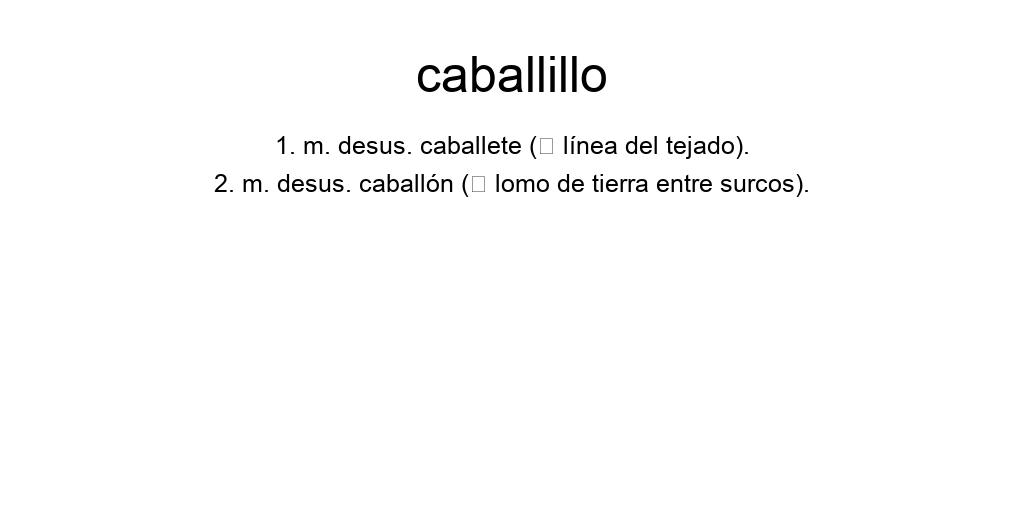 caballillo
1. m. desus. caballete (□ línea del tejado).
2. m. desus. caballón (□ lomo de tierra entre surcos).